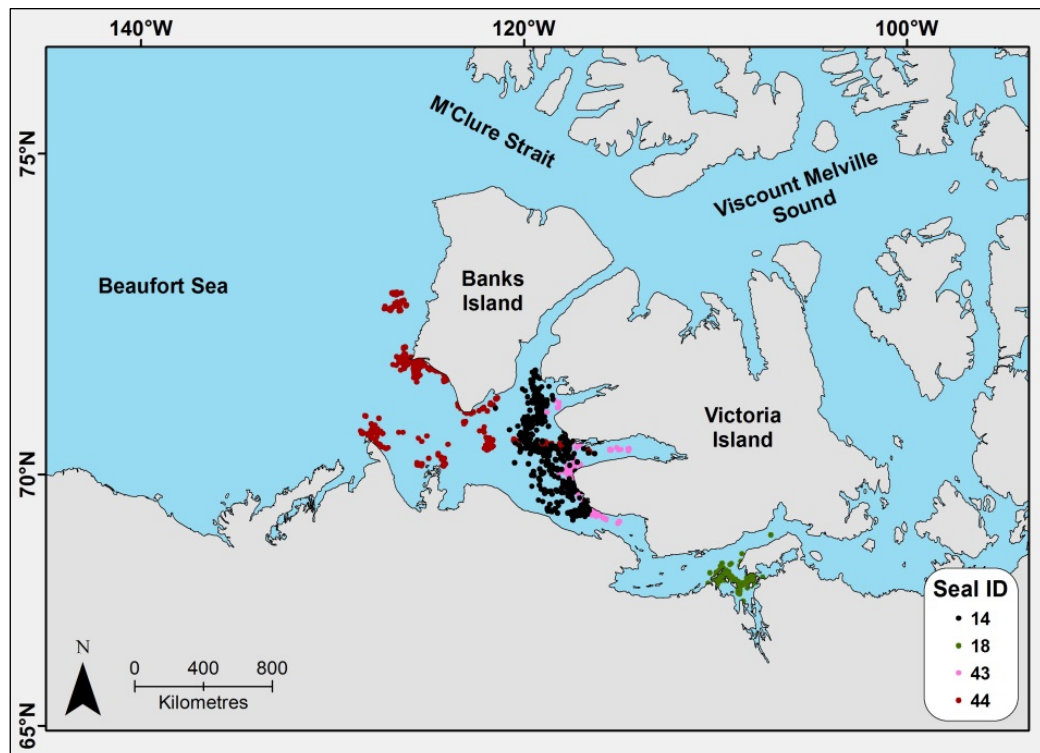 140°W 120°W 100°W
75°N
70°N
65°N
M'Clure Strait
Viscount Melville
Sound
Beaufort Sea
Banks
Island
Victoria
Island
Seal ID
14
18
43
44
N
0 400 800
Kilometres